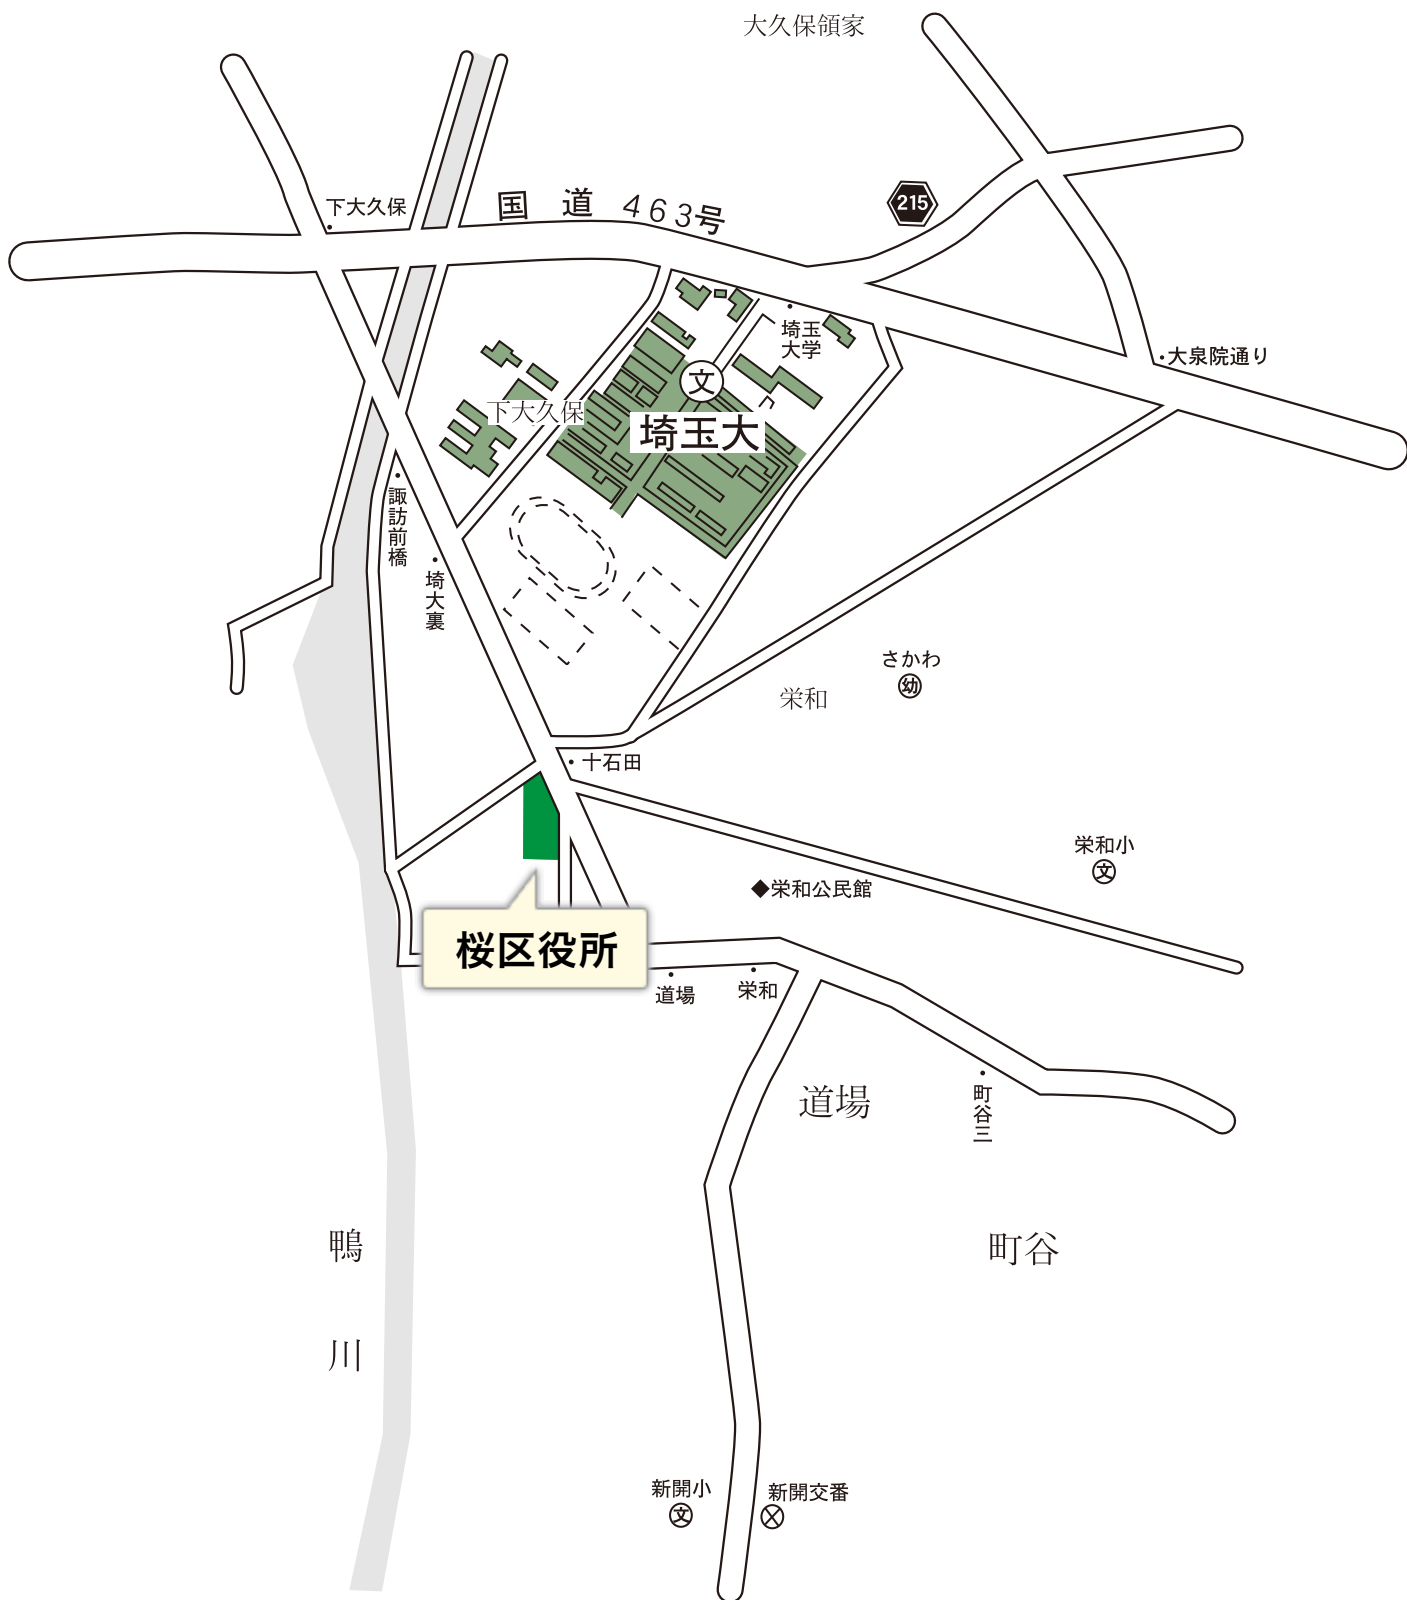 大久保領家
国道463号
215
下大久保
埼玉
大学
大泉院通り
文
下大久保
埼玉大
諏訪前橋
埼大裏
さかわ
幼
栄和
十石田
栄和小
文
◆栄和公民館
桜区役所
道場
栄和
道場
町谷三
鴨川
町谷
新開小
文
新開交番